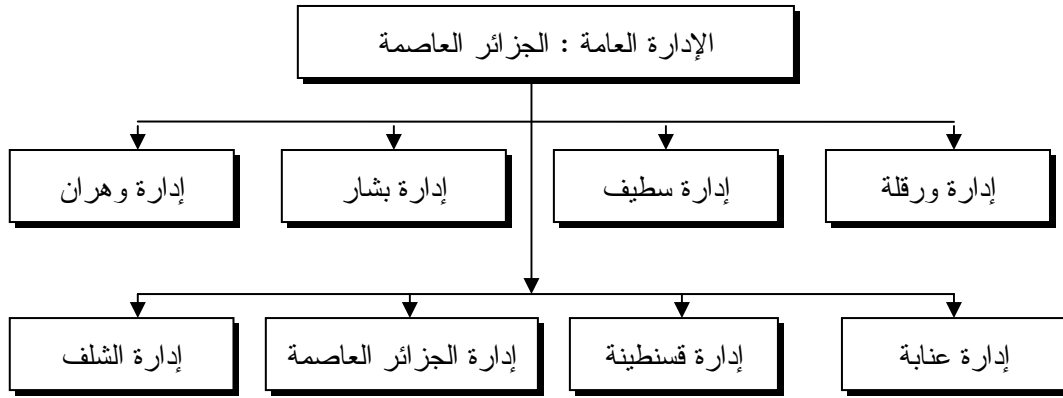 الإدارة العامة : الجزائر العاصمة
إدارة ورقلة
إدارة سطيف
إدارة بشار
إدارة وهران
إدارة عنابة
إدارة قسنطينة
إدارة الجزائر العاصمة
إدارة الشلف